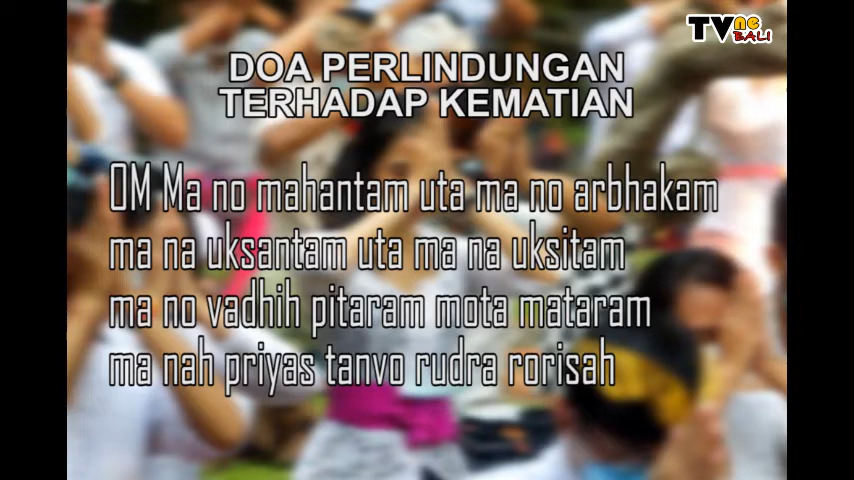 TVne
BALI
DOA PERLINDUNGAN
TERHADAP KEMATIAN
OM Ma no mahantam uta ma no arbhakam
ma na uksantam uta ma na uksitam
ma no vadhih pitaram mota mataram
ma nah priyas tanvo rudra rorisah